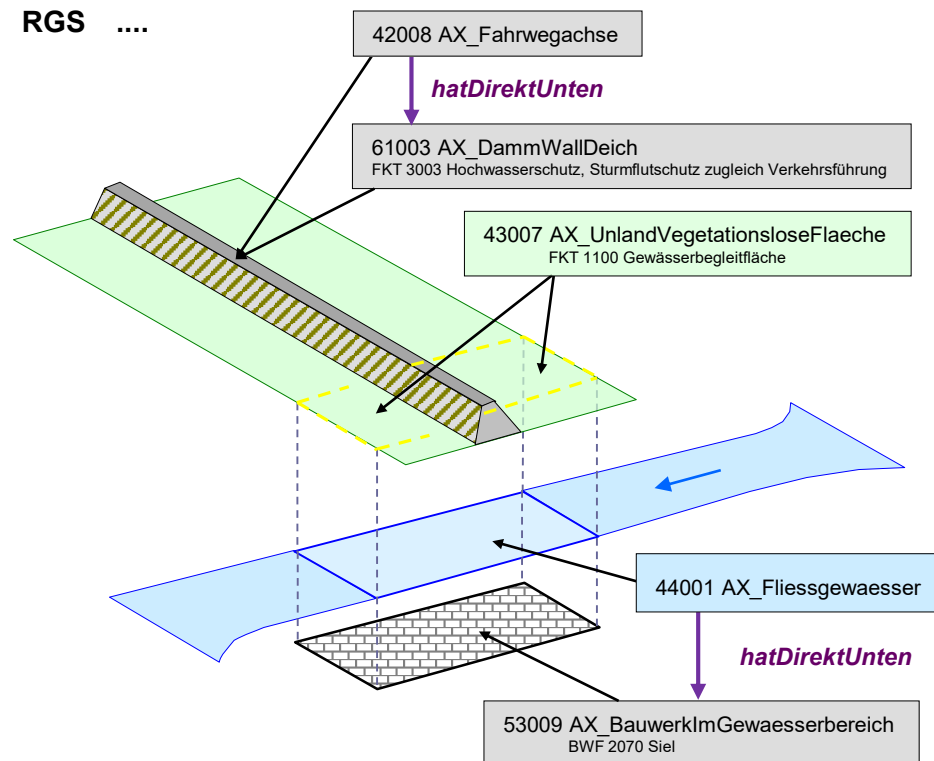 RGS ....
42008 AX_Fahrwegachse
hatDirektUnten
61003 AX_DammWallDeich
FKT 3003 Hochwasserschutz, Sturmflutschutz zugleich Verkehrsführung
43007 AX_UnlandVegetationsloseFlaeche
FKT 1100 Gewässerbegleitfläche
44001 AX_Fliessgewaesser
hatDirektUnten
53009 AX_BauwerkImGewaesserbereich
BWF 2070 Siel